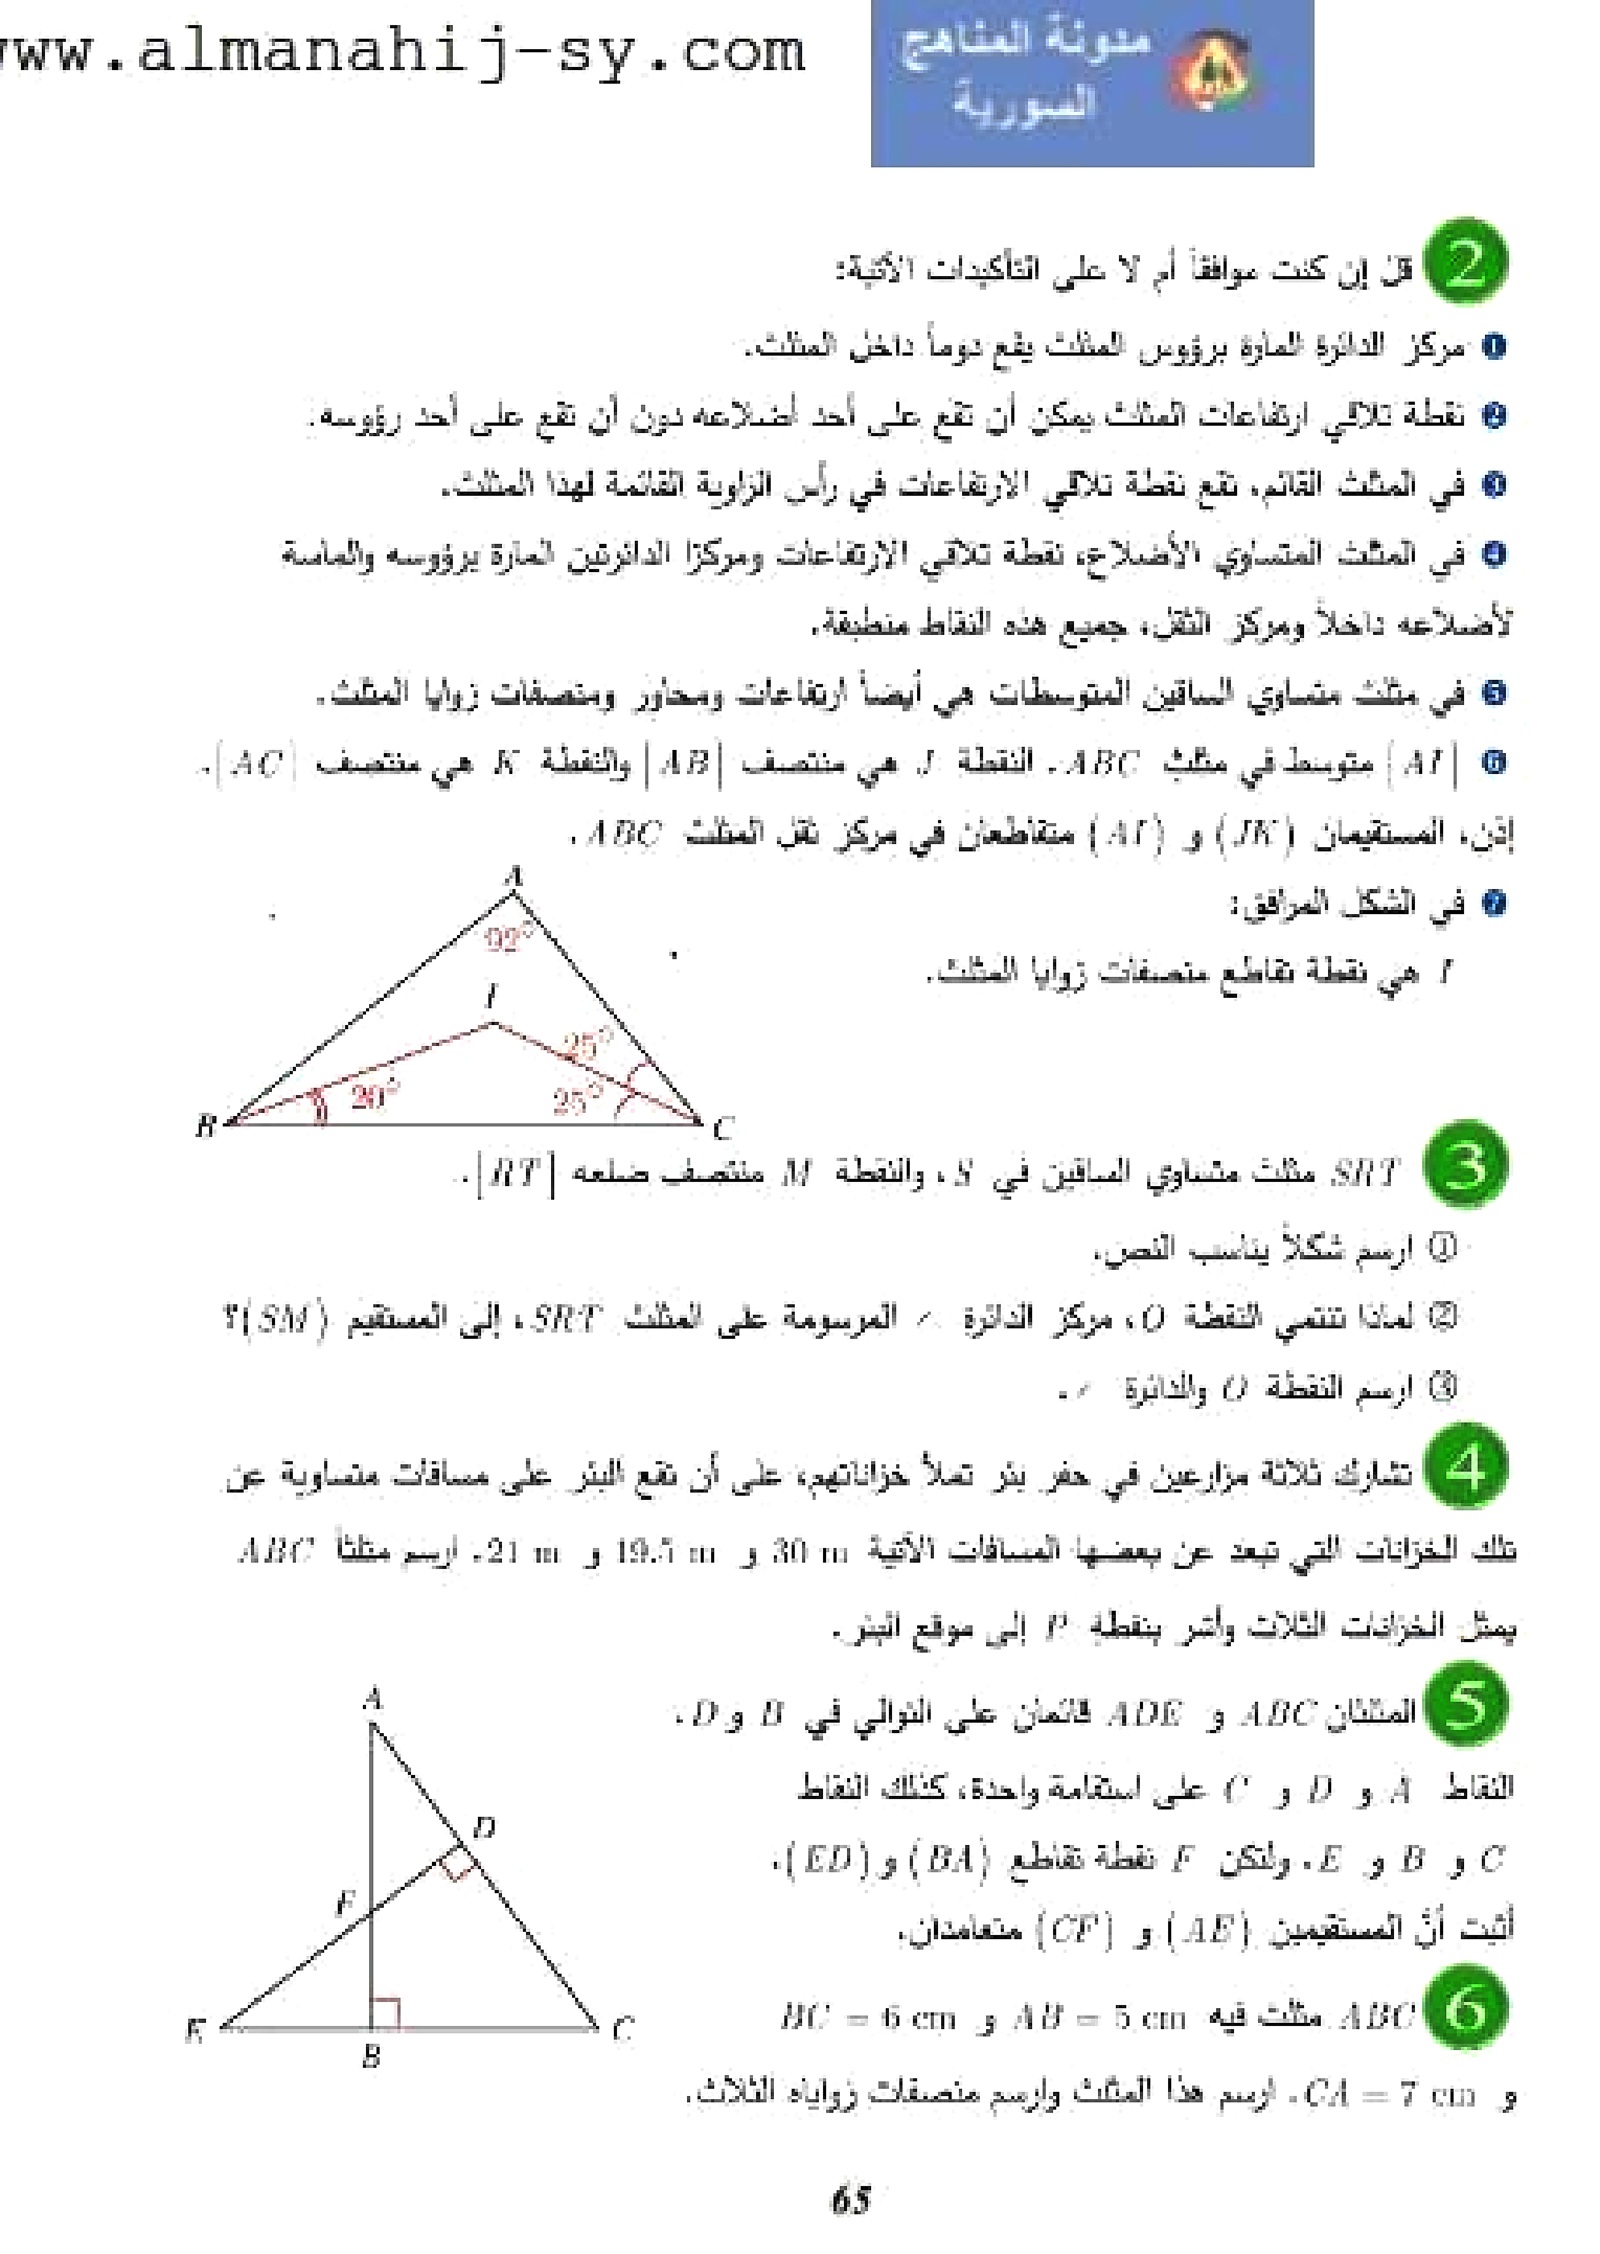 www.almanahij-sy.com
مدونة المناهج
السورية
2 قل إن كنت موافقاً أم لا على التأكيدات الآتية:
1 مركز الدائرة المارة برؤوس المثلث يقع دوماً داخل المثلث.
2 نقطة تلاقي ارتفاعات المثلث يمكن أن تقع على أحد أضلاعه دون أن تقع على أحد رؤوسه.
3 في المثلث القائم، تقع نقطة تلاقي الارتفاعات في رأس الزاوية القائمة لهذا المثلث.
4 في المثلث المتساوي الأضلاع، نقطة تلاقي الارتفاعات ومركزا الدائرتين المارة برؤوسه والماسة
لأضلاعه داخلاً ومركز الثقل، جميع هذه النقاط منطبقة.
5 في مثلث متساوي الساقين المتوسطات هي أيضاً ارتفاعات ومحاور ومنصفات زوايا المثلث.
6 [AI] متوسط في مثلث ABC. النقطة J هي منتصف [AB] والنقطة K هي منتصف [AC].
إذن، المستقيمان (JK) و (AI) متقاطعان في مركز ثقل المثلث ABC.
7 في الشكل المرافق:
I هي نقطة تقاطع منصفات زوايا المثلث.
A
92°
I
25°
20°
25°
B
C
3 SRT مثلث متساوي الساقين في S، والنقطة M منتصف ضلعه [RT].
① ارسم شكلاً يناسب النص.
② لماذا تنتمي النقطة O، مركز الدائرة المرسومة على المثلث SRT، إلى المستقيم (SM)؟
③ ارسم النقطة O والدائرة .
4 تشارك ثلاثة مزارعين في حفر بئر تملأ خزاناتهم، على أن تقع البئر على مسافات متساوية عن
تلك الخزانات التي تبعد عن بعضها المسافات الآتية 30 m و 19.5 m و 21 m. ارسم مثلثاً ABC
يمثل الخزانات الثلاث وأشر بنقطة P إلى موقع البئر.
5 المثلثان ABC و ADE قائمان على التوالي في B و D.
النقاط A و D و C على استقامة واحدة، كذلك النقاط
C و B و E. ولتكن F نقطة تقاطع (BA) و (ED).
أثبت أنّ المستقيمين (AE) و (CF) متعامدان.
A
D
F
E
C
B
6 ABC مثلث فيه AB = 5 cm و BC = 6 cm
و CA = 7 cm. ارسم هذا المثلث وارسم منصفات زواياه الثلاث.
65